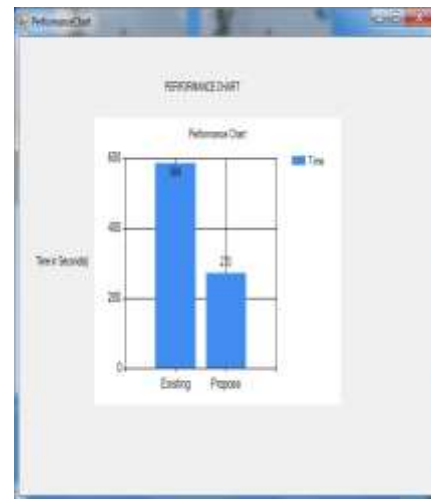 PerformanceChart
PERFORMANCE CHART
Performance Chart
600
400
200
0
Time
Time in Seconds)
Existing
Propose